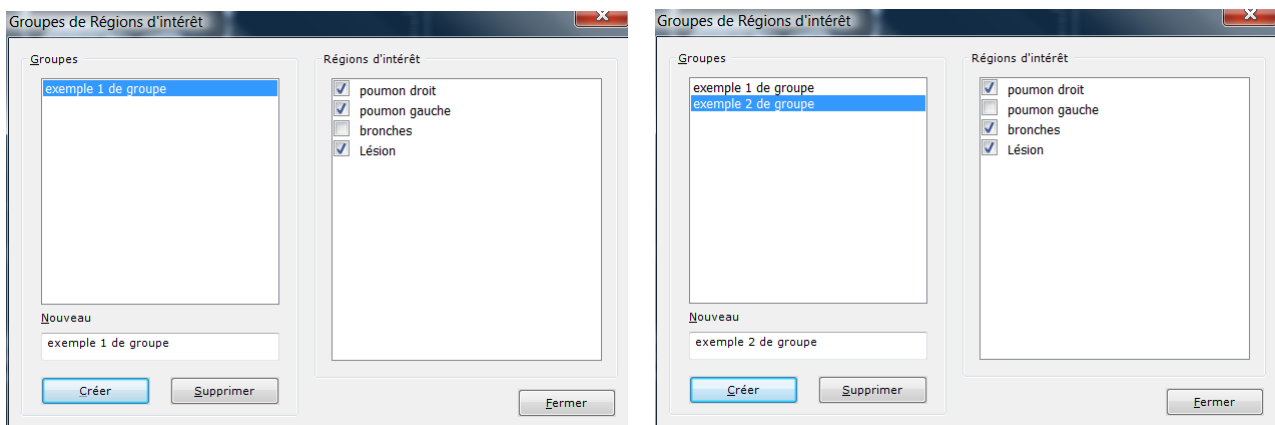 Groupes de Régions d'intérêt
Groupes
exemple 1 de groupe
Nouveau
exemple 1 de groupe
Créer
Supprimer
Régions d'intérêt
poumon droit
poumon gauche
bronches
Lésion
Fermer
Groupes de Régions d'intérêt
Groupes
exemple 1 de groupe
exemple 2 de groupe
Nouveau
exemple 2 de groupe
Créer
Supprimer
Régions d'intérêt
poumon droit
poumon gauche
bronches
Lésion
Fermer